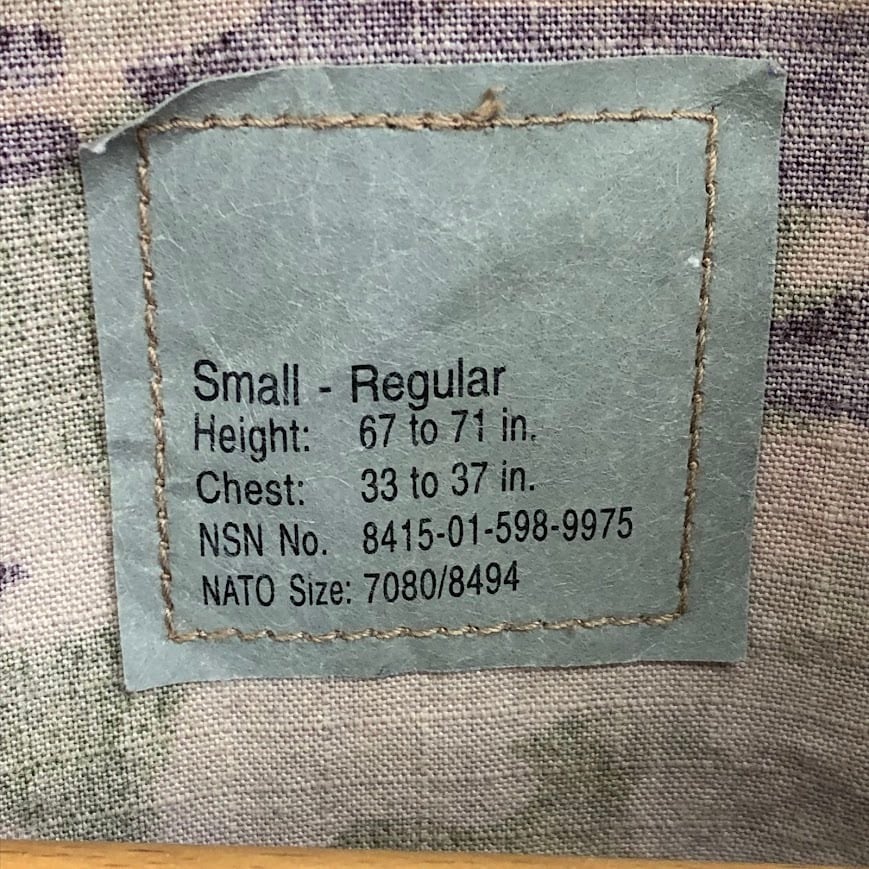 Small - Regular
Height: 67 to 71 in.
Chest: 33 to 37 in.
NSN No. 8415-01-598-9975
NATO Size: 7080/8494